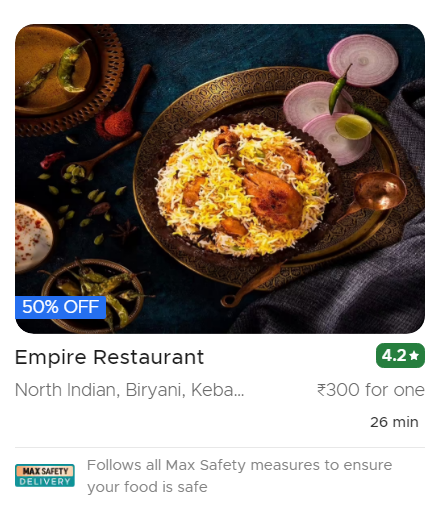 50% OFF
Empire Restaurant
4.2★
North Indian, Biryani, Keba...
₹300 for one
26 min
MAX SAFETY
DELIVERY
Follows all Max Safety measures to ensure
your food is safe